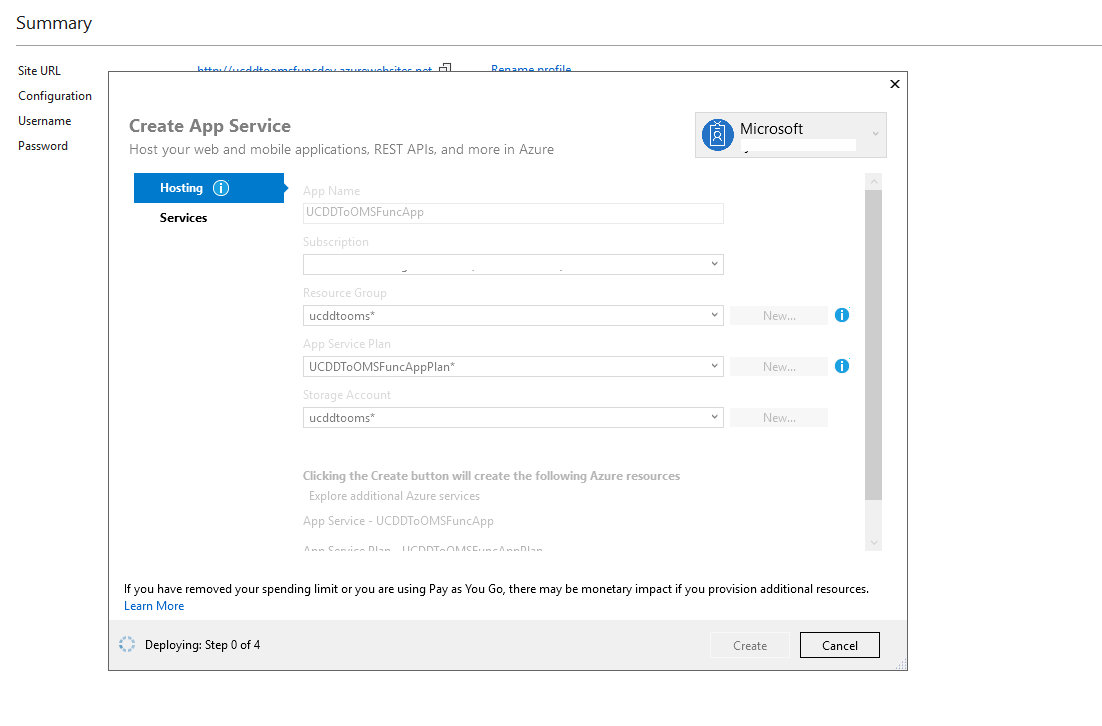 Summary
Site URL
http://ucddtoomsfuncdev.azurewebsites.net
Rename profile
Configuration
Username
Password
Create App Service
Host your web and mobile applications, REST APIs, and more in Azure
Microsoft
Hosting
Services
App Name
UCDDToOMSFuncApp
Subscription
Resource Group
ucddtooms*
New...
App Service Plan
UCDDToOMSFuncAppPlan*
New...
Storage Account
ucddtooms*
New...
Clicking the Create button will create the following Azure resources
Explore additional Azure services
App Service - UCDDToOMSFuncApp
App Service Plan - UCDDToOMSFuncAppPlan
If you have removed your spending limit or you are using Pay as You Go, there may be monetary impact if you provision additional resources.
Learn More
Deploying: Step 0 of 4
Create
Cancel